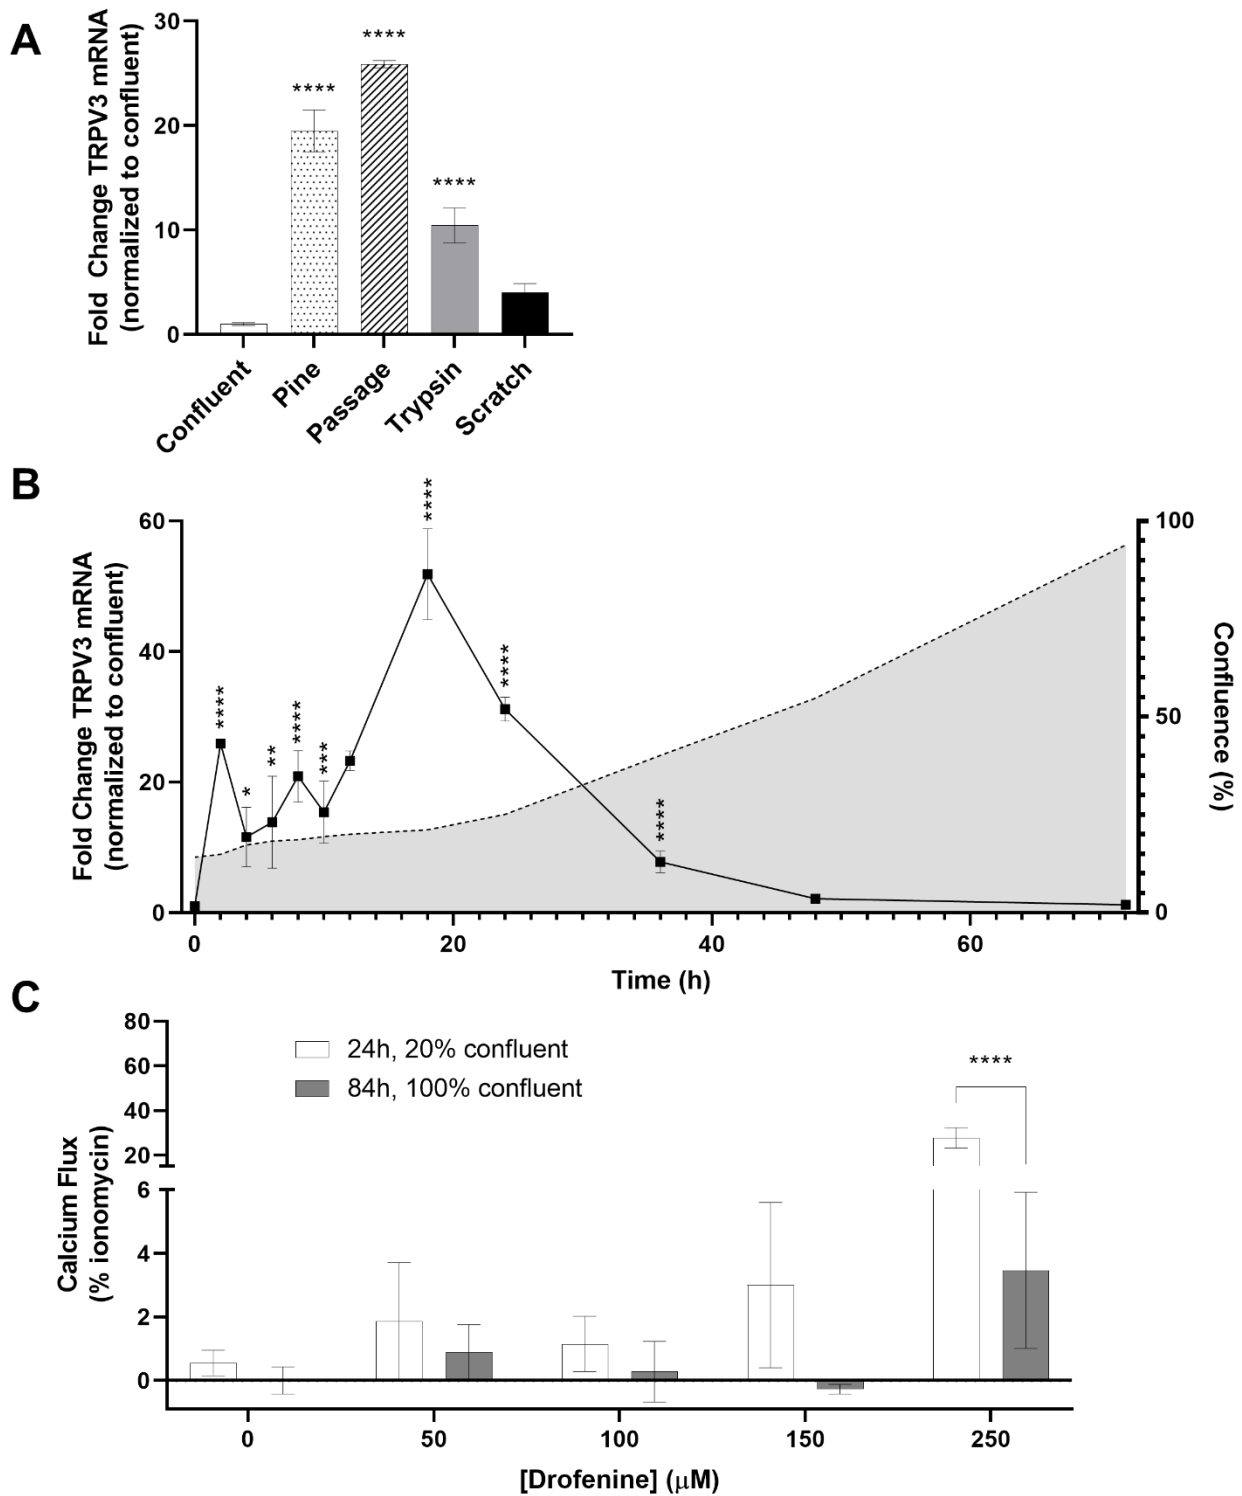 A
Fold Change TRPV3 mRNA
(normalized to confluent)
30
20
10
0
****
****
****
Confluent
Pine
Passage
Trypsin
Scratch
B
Fold Change TRPV3 mRNA
(normalized to confluent)
60
40
20
0
****
*
**
****
***
****
****
****
100
50
0
Confluence (%)
0
20
40
60
Time (h)
C
Calcium Flux
(% ionomycin)
80
60
40
20
6
4
2
0
24h, 20% confluent
84h, 100% confluent
****
0
50
100
150
250
[Drofenine] (μM)